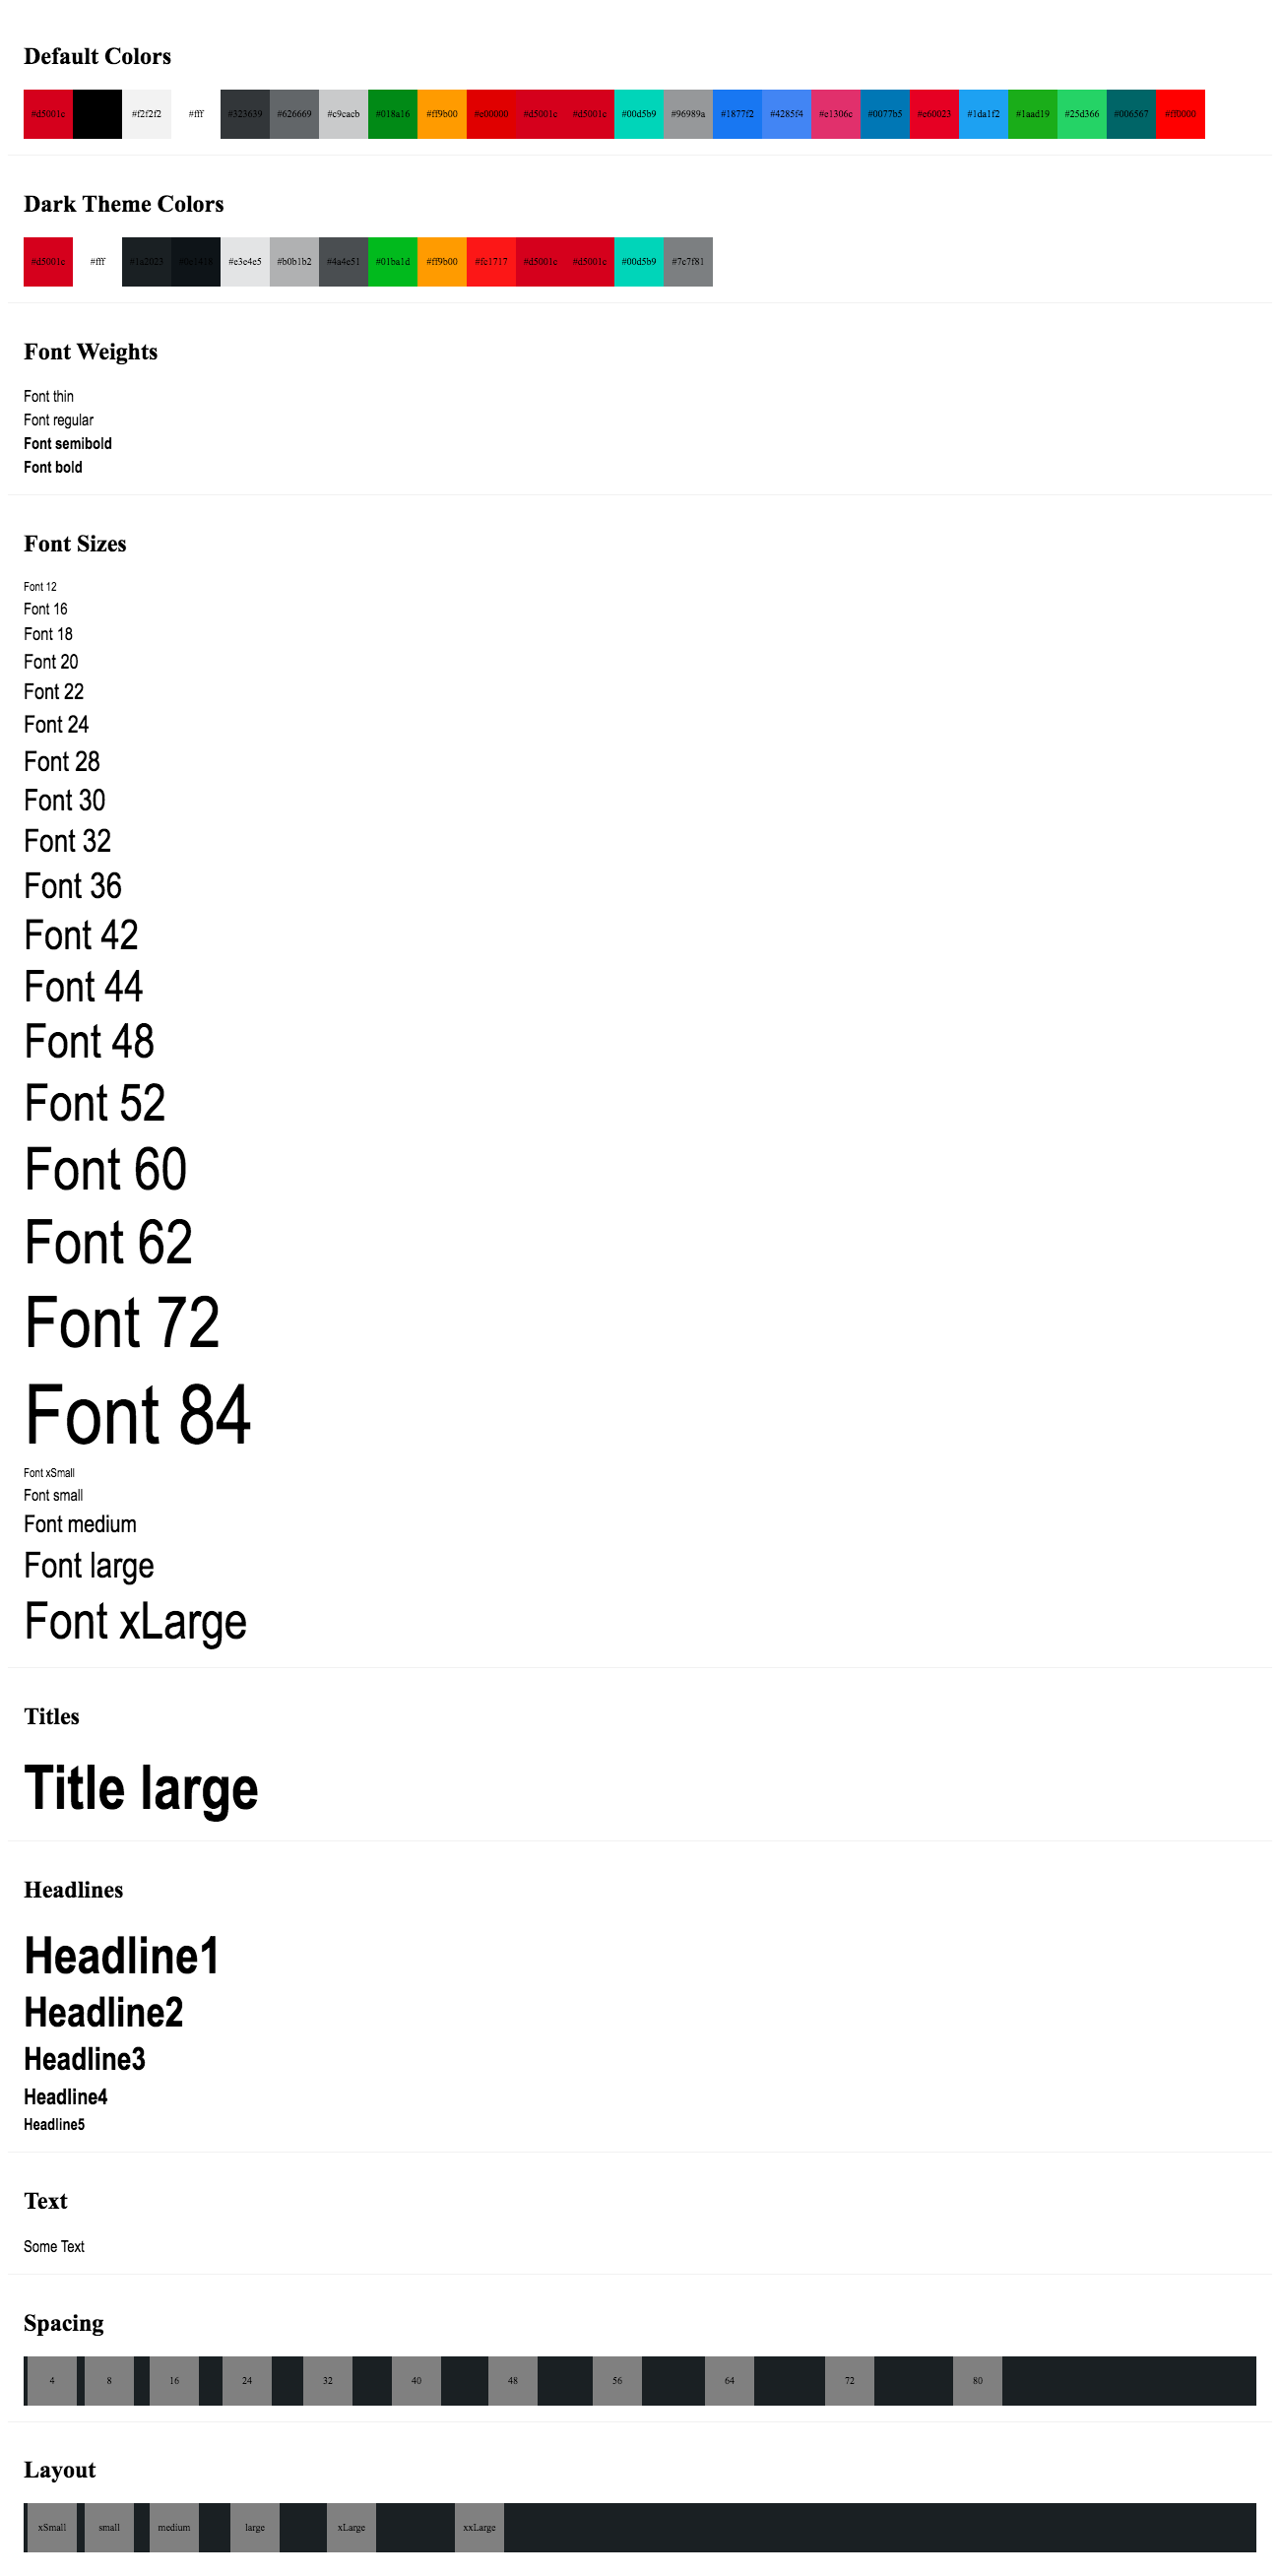 Default Colors
#d5001c #f2f2f2 #fff #323639 #626669 #c9cacb #018a16 #ff9b00 #e00000 #d5001c #d5001c #00d5b9 #96989a #1877f2 #4285f4 #e1306c #0077b5 #e60023 #1da1f2 #1aad19 #25d366 #006567 #ff0000
Dark Theme Colors
#d5001c #fff #1a2023 #0e1418 #e3e4e5 #b0b1b2 #4a4e51 #01ba1d #ff9b00 #fc1717 #d5001c #d5001c #00d5b9 #7c7f81
Font Weights
Font thin
Font regular
Font semibold
Font bold
Font Sizes
Font 12
Font 16
Font 18
Font 20
Font 22
Font 24
Font 28
Font 30
Font 32
Font 36
Font 42
Font 44
Font 48
Font 52
Font 60
Font 62
Font 72
Font 84
Font xSmall
Font small
Font medium
Font large
Font xLarge
Titles
Title large
Headlines
Headline1
Headline2
Headline3
Headline4
Headline5
Text
Some Text
Spacing
4 8 16 24 32 40 48 56 64 72 80
Layout
xSmall small medium large xLarge xxLarge